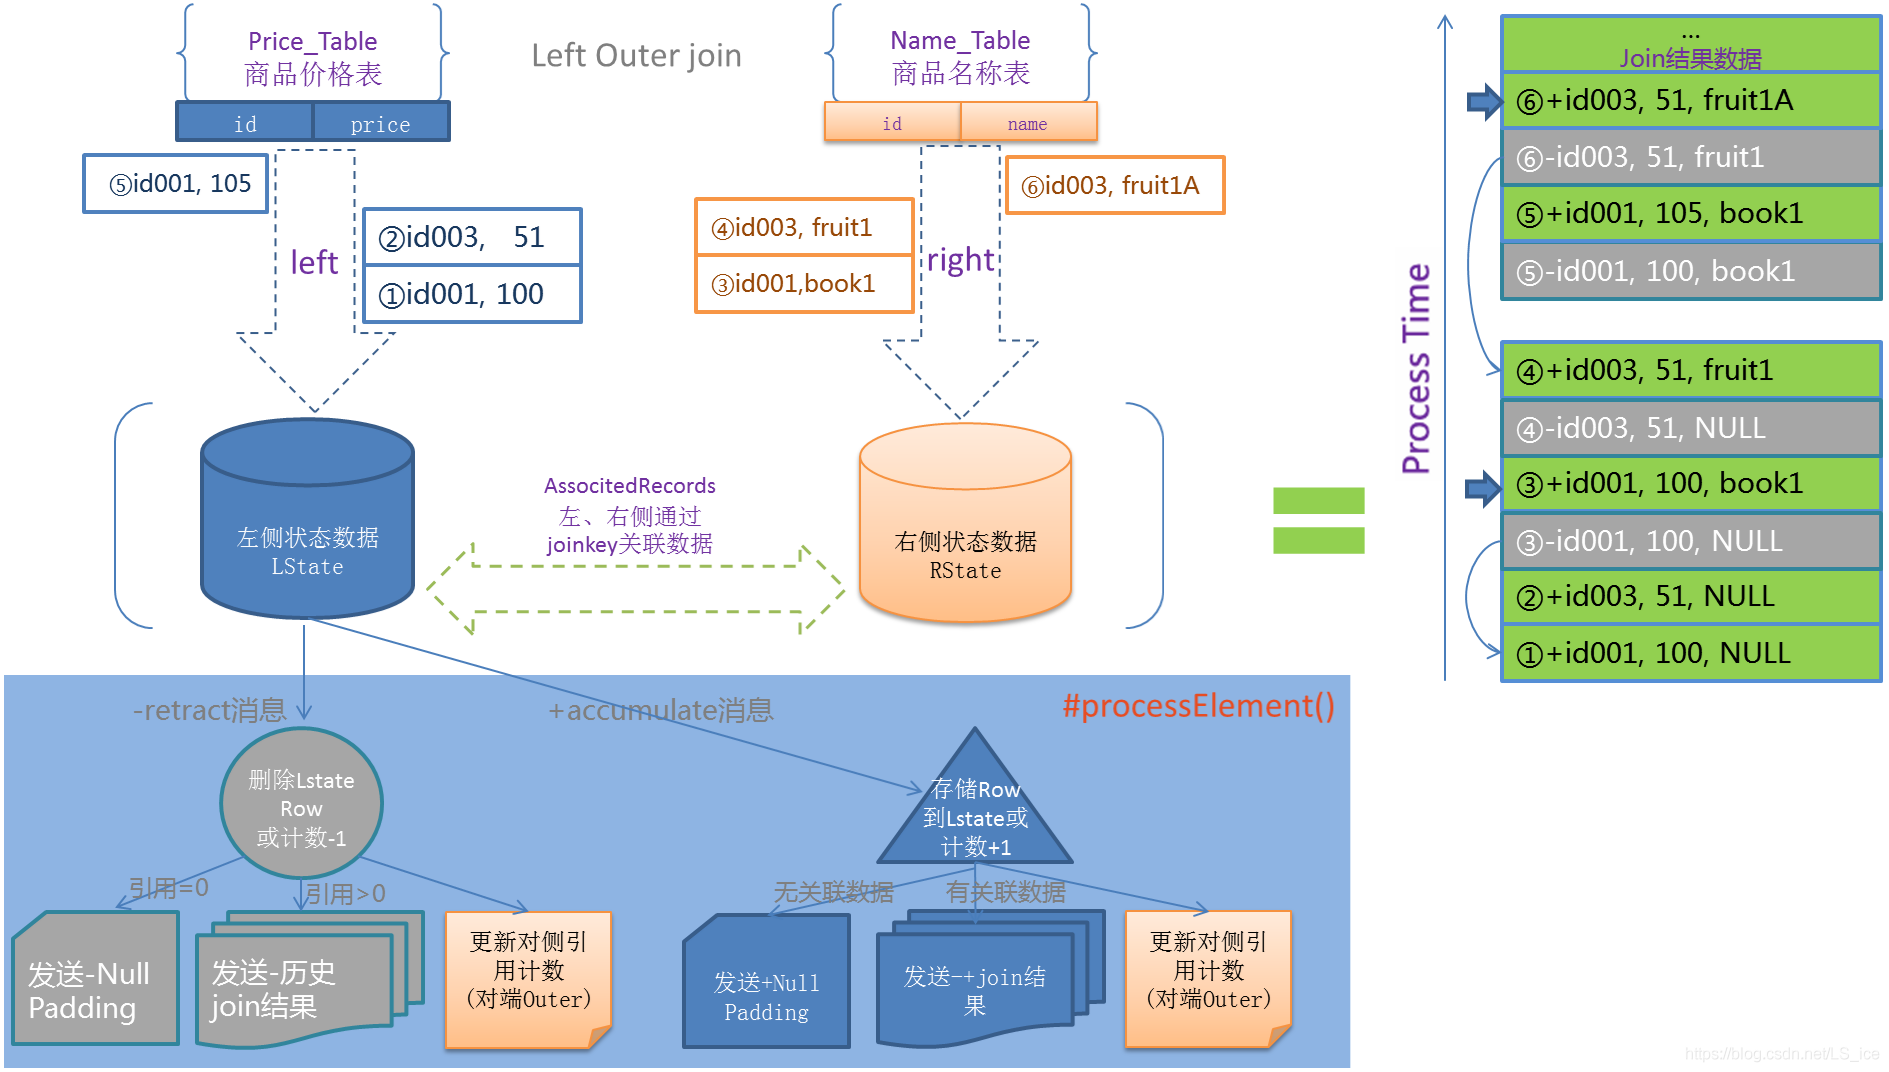 Price_Table
商品价格表
id
price
Left Outer join
Name_Table
商品名称表
id
name
⑤id001, 105
②id003, 51
①id001, 100
left
④id003, fruit1
③id001,book1
right
⑥id003, fruit1A
左侧状态数据
LState
AssocitedRecords
左、右侧通过
joinkey关联数据
右侧状态数据
RState
Process Time
...
Join结果数据
⑥+id003, 51, fruit1A
⑥-id003, 51, fruit1
⑤+id001, 105, book1
⑤-id001, 100, book1
④+id003, 51, fruit1
④-id003, 51, NULL
③+id001, 100, book1
③-id001, 100, NULL
②+id003, 51, NULL
①+id001, 100, NULL
#processElement()
-retract消息
+accumulate消息
删除Lstate
Row
或计数-1
存储Row
到Lstate或
计数+1
引用=0
引用>0
无关联数据
有关联数据
发送-Null
Padding
发送-历史
join结果
更新对侧引
用计数
(对端Outer)
发送+Null
Padding
发送-+join结
果
更新对侧引
用计数
(对端Outer)
https://blog.csdn.net/LS_ice